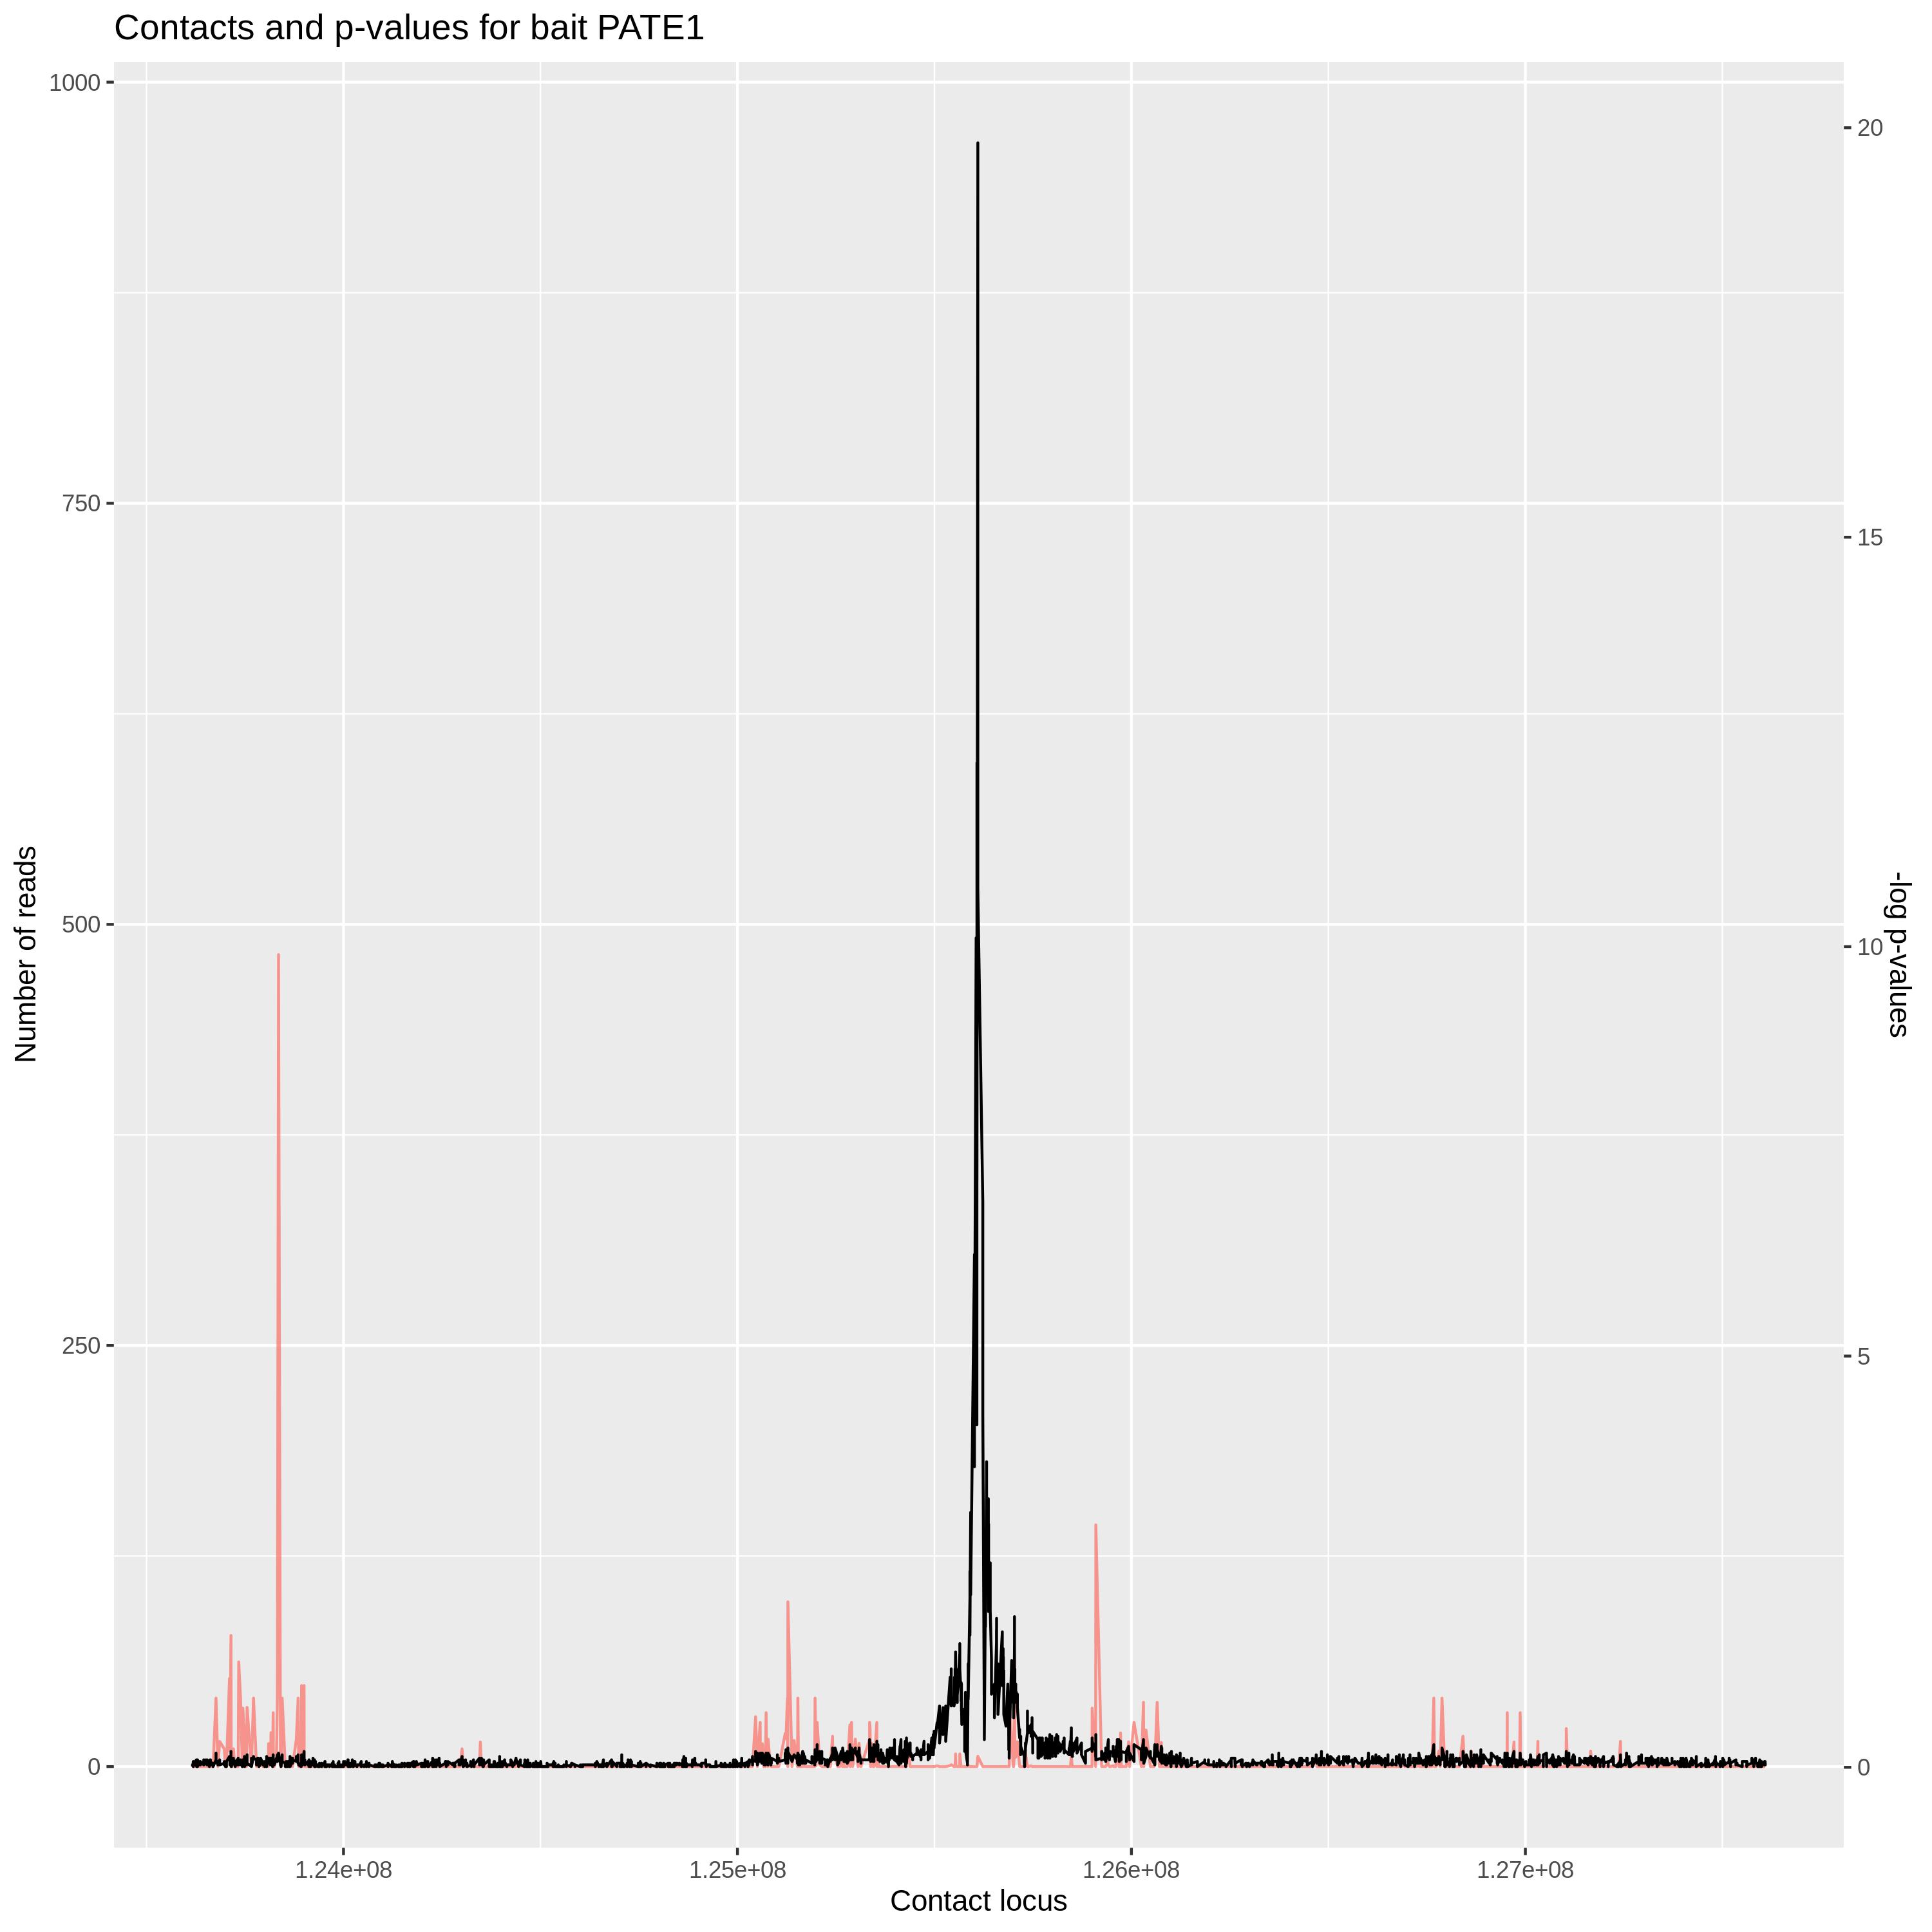 Contacts and p-values for bait PATE1
1000
750
500
250
0
Number of reads
20
15
10
5
0
-log p-values
1.24e+08
1.25e+08
1.26e+08
1.27e+08
Contact locus